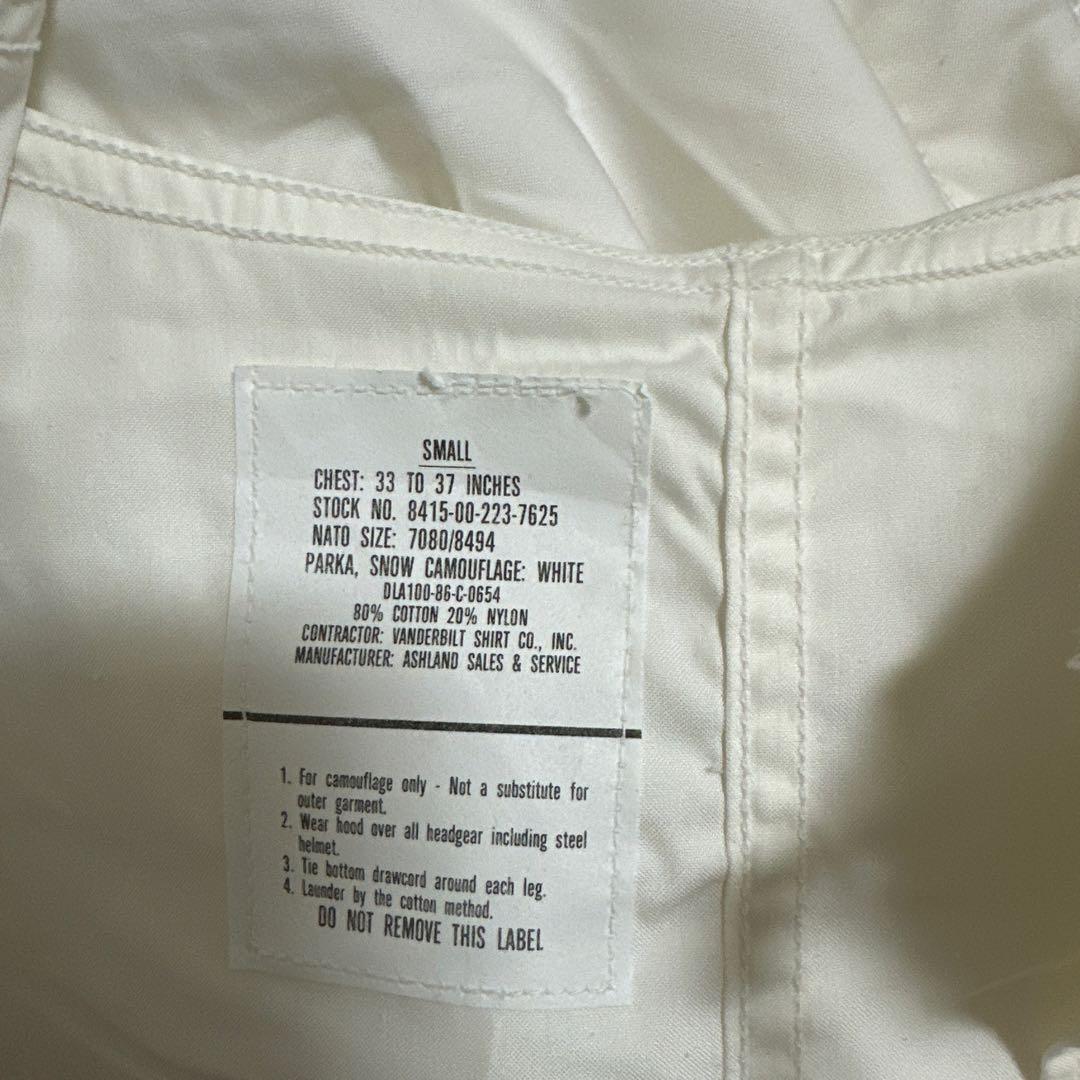 SMALL
CHEST: 33 TO 37 INCHES
STOCK NO. 8415-00-223-7625
NATO SIZE: 7080/8494
PARKA, SNOW CAMOUFLAGE: WHITE
DLA100-86-C-0654
80% COTTON 20% NYLON
CONTRACTOR: VANDERBILT SHIRT CO., INC.
MANUFACTURER: ASHLAND SALES & SERVICE
1. For camouflage only - Not a substitute for
outer garment.
2. Wear hood over all headgear including steel
helmet.
3. Tie bottom drawcord around each leg.
4. Launder by the cotton method.
DO NOT REMOVE THIS LABEL